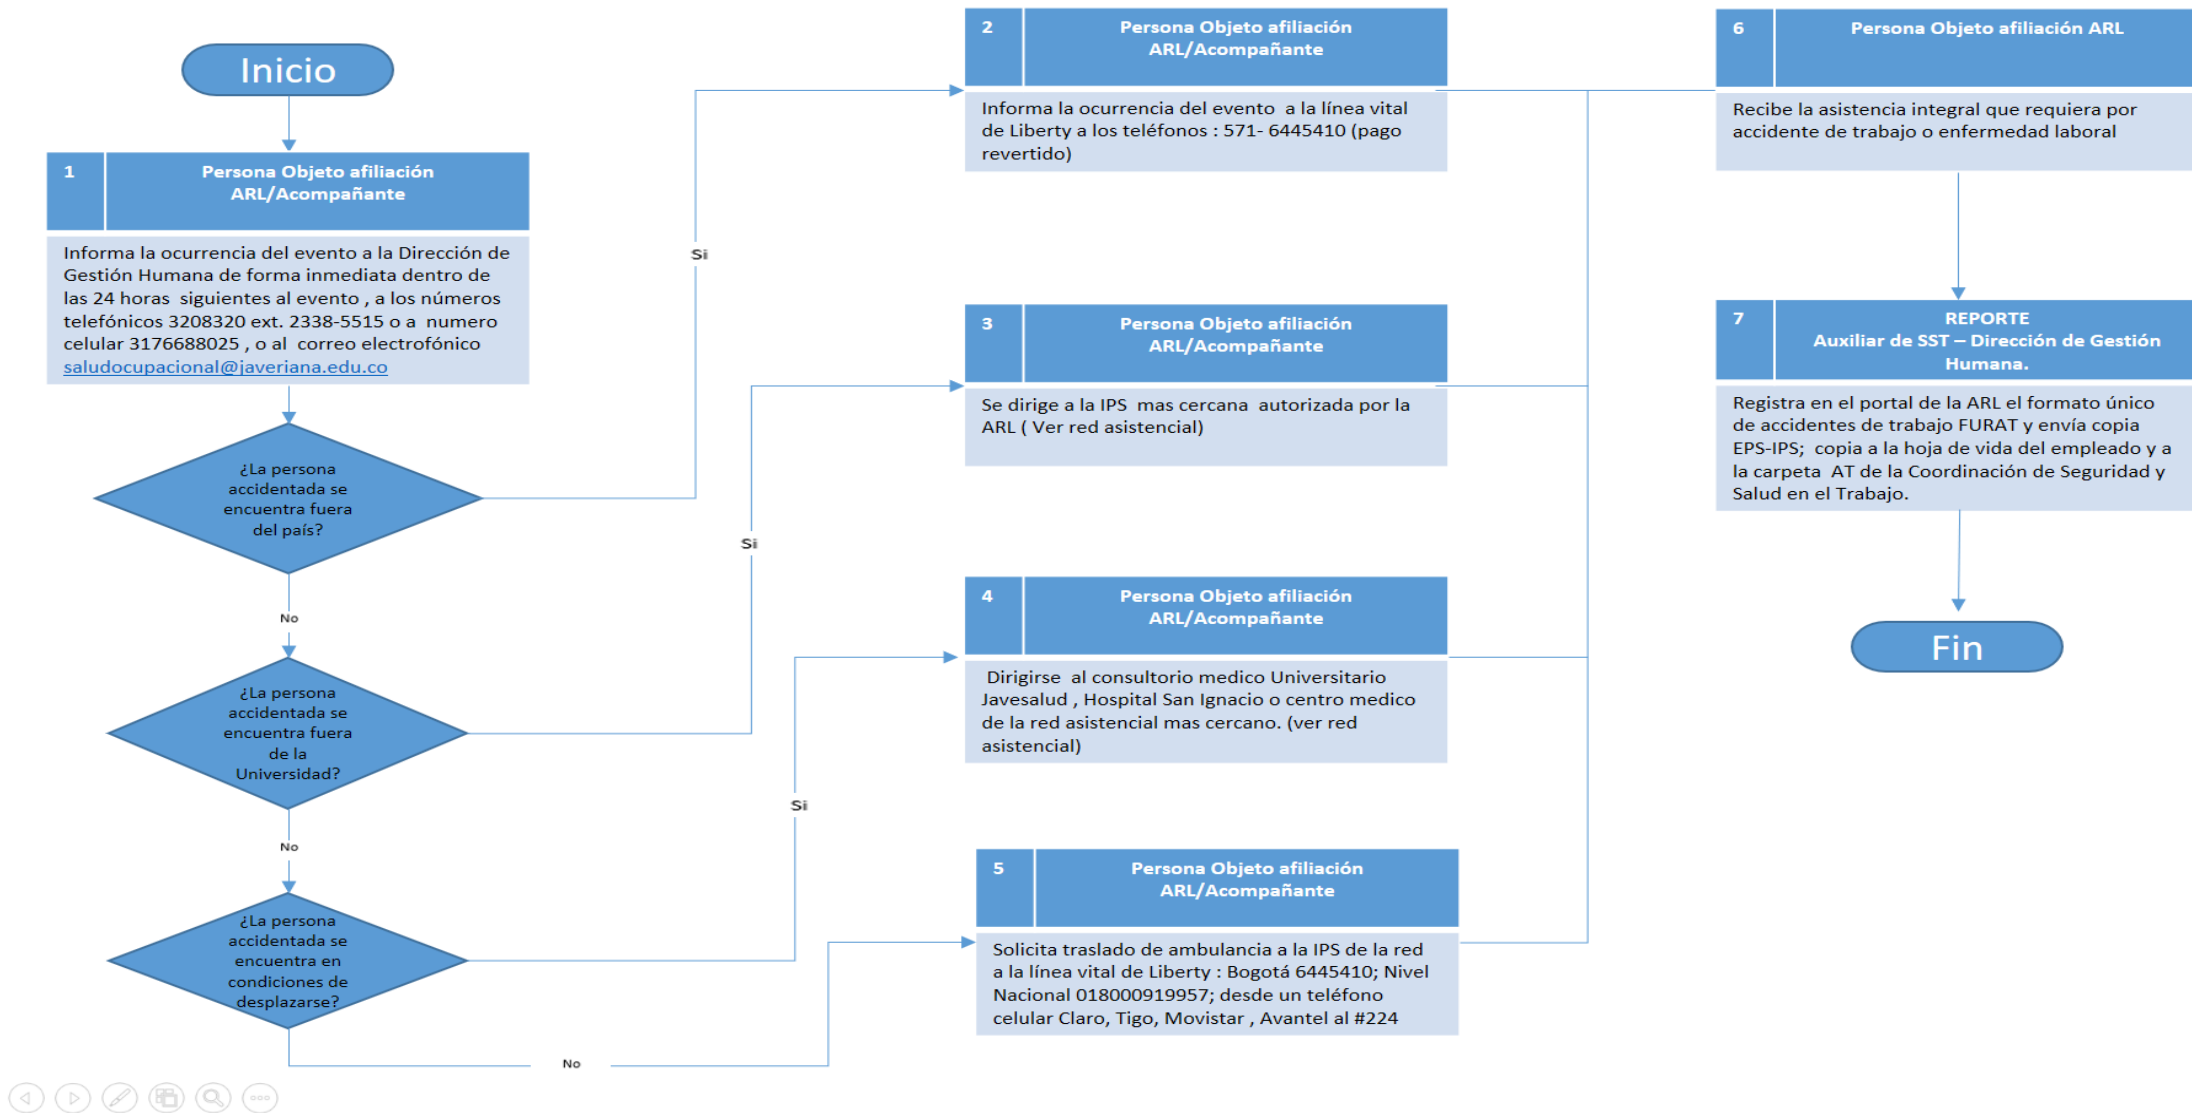 Inicio
1
Persona Objeto afiliación
ARL/Acompañante
Informa la ocurrencia del evento a la Dirección de
Gestión Humana de forma inmediata dentro de
las 24 horas siguientes al evento , a los números
telefónicos 3208320 ext. 2338-5515 o a numero
celular 3176688025 , o al correo electrofónico
saludocupacional@javeriana.edu.co
¿La persona
accidentada se
encuentra fuera
del país?
Si
No
¿La persona
accidentada se
encuentra fuera
de la
Universidad?
Si
No
¿La persona
accidentada se
encuentra en
condiciones de
desplazarse?
Si
No
2
Persona Objeto afiliación
ARL/Acompañante
Informa la ocurrencia del evento a la línea vital
de Liberty a los teléfonos : 571- 6445410 (pago
revertido)
3
Persona Objeto afiliación
ARL/Acompañante
Se dirige a la IPS mas cercana autorizada por la
ARL ( Ver red asistencial)
4
Persona Objeto afiliación
ARL/Acompañante
Dirigirse al consultorio medico Universitario
Javesalud , Hospital San Ignacio o centro medico
de la red asistencial mas cercano. (ver red
asistencial)
5
Persona Objeto afiliación
ARL/Acompañante
Solicita traslado de ambulancia a la IPS de la red
a la línea vital de Liberty : Bogotá 6445410; Nivel
Nacional 018000919957; desde un teléfono
celular Claro, Tigo, Movistar , Avantel al #224
6
Persona Objeto afiliación ARL
Recibe la asistencia integral que requiera por
accidente de trabajo o enfermedad laboral
7
REPORTE
Auxiliar de SST – Dirección de Gestión
Humana.
Registra en el portal de la ARL el formato único
de accidentes de trabajo FURAT y envía copia
EPS-IPS; copia a la hoja de vida del empleado y a
la carpeta AT de la Coordinación de Seguridad y
Salud en el Trabajo.
Fin